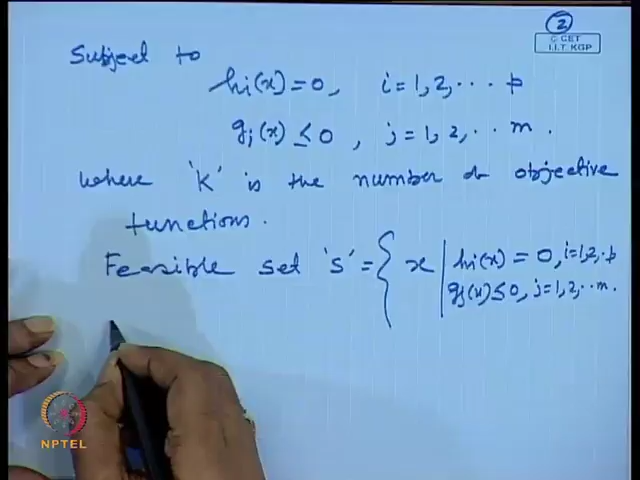 2
C CET
I.I.T. KGP
Subject to
hi(x) = 0, i = 1, 2, ... p
gj(x) ≤ 0, j = 1, 2, .. m.
where 'K' is the number of objective
functions.
Feasible set 'S' = { x | hi(x) = 0, i=1,2,.. p
gj(x) ≤ 0, j = 1, 2, .. m.
NPTEL